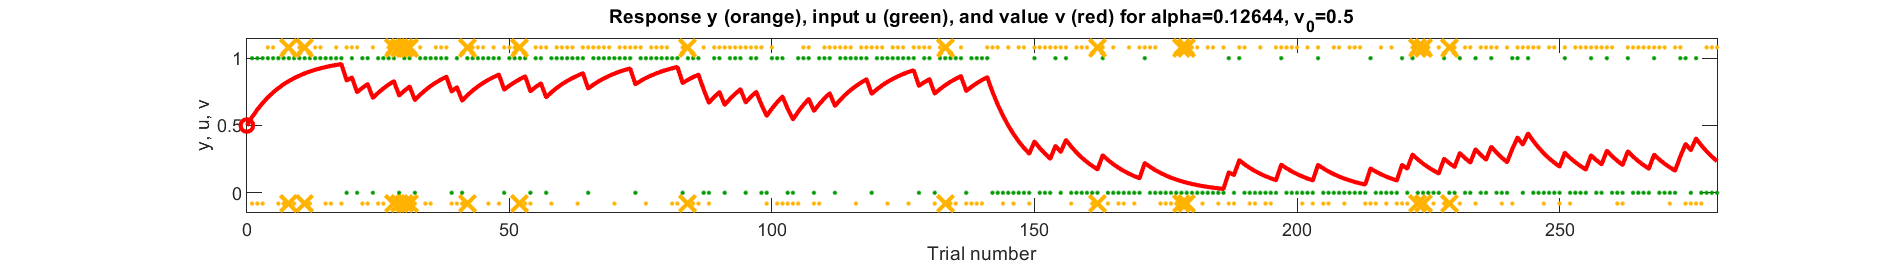 Response y (orange), input u (green), and value v (red) for alpha=0.12644, v0=0.5
y, u, v
1
0.5
0
0 50 100 150 200 250
Trial number